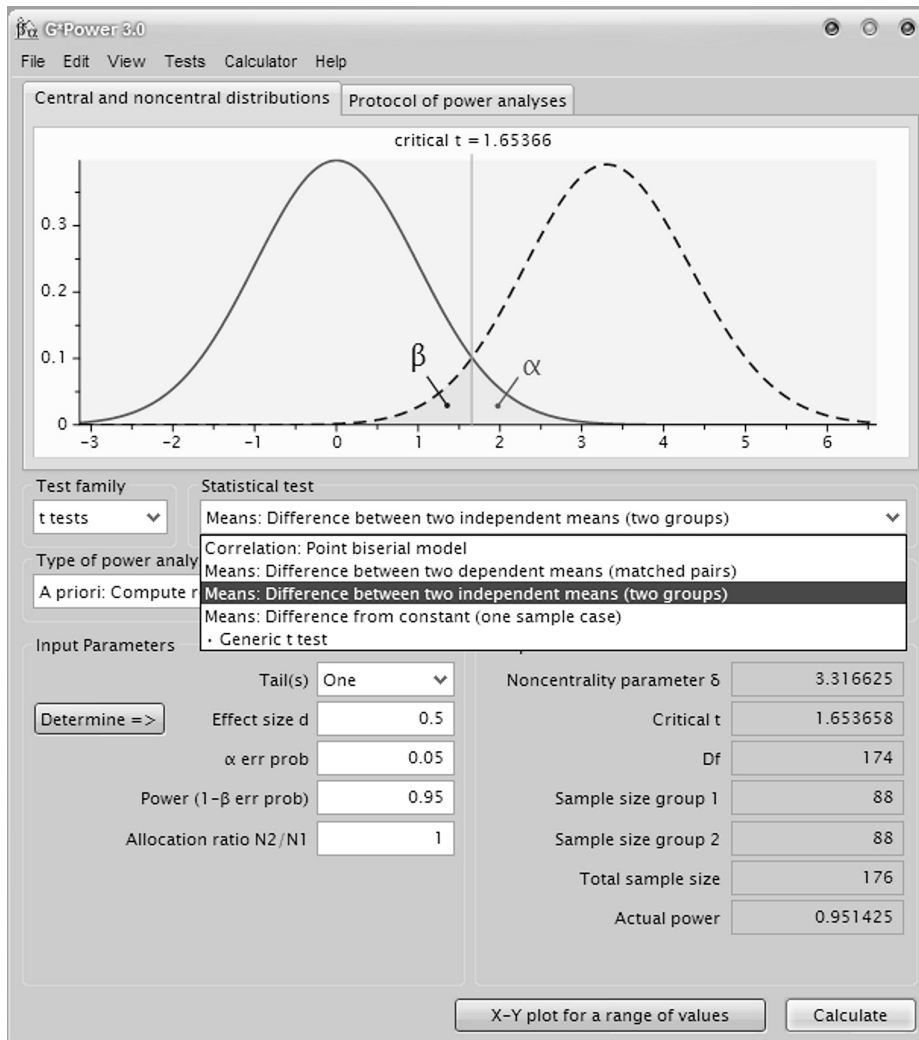 βα G*Power 3.0
File Edit View Tests Calculator Help
Central and noncentral distributions Protocol of power analyses
critical t = 1.65366
0.3
0.2
0.1
0
β
α
-3 -2 -1 0 1 2 3 4 5 6
Test family Statistical test
t tests Means: Difference between two independent means (two groups)
Correlation: Point biserial model
Type of power analy
Means: Difference between two dependent means (matched pairs)
A priori: Compute r
Means: Difference between two independent means (two groups)
Means: Difference from constant (one sample case)
· Generic t test
Input Parameters
Tail(s) One
Determine => Effect size d 0.5
α err prob 0.05
Power (1-β err prob) 0.95
Allocation ratio N2/N1 1
Noncentrality parameter δ 3.316625
Critical t 1.653658
Df 174
Sample size group 1 88
Sample size group 2 88
Total sample size 176
Actual power 0.951425
X-Y plot for a range of values Calculate